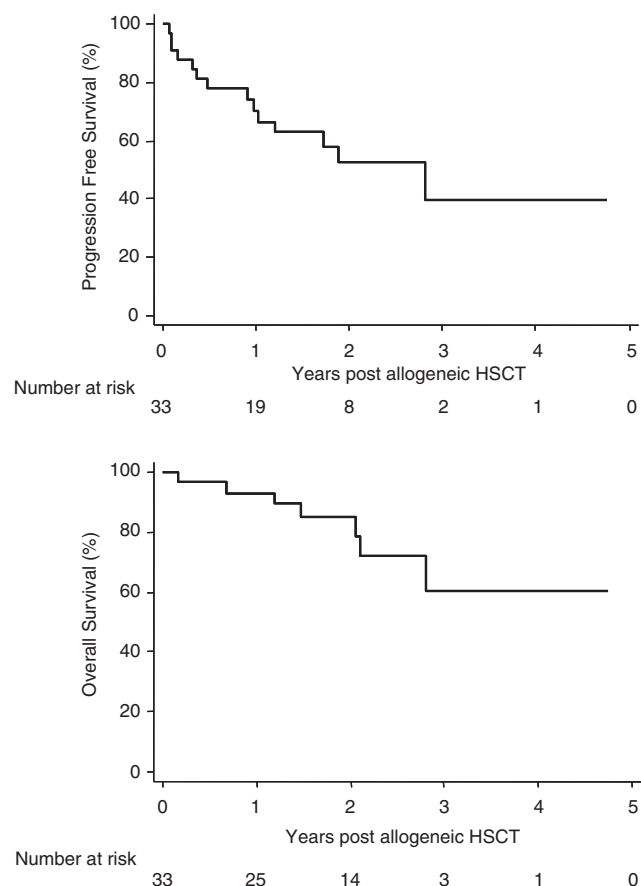 100
80
60
40
20
0
Progression Free Survival (%)
0 1 2 3 4 5
Years post allogeneic HSCT
Number at risk
33 19 8 2 1 0
100
80
60
40
20
0
Overall Survival (%)
0 1 2 3 4 5
Years post allogeneic HSCT
Number at risk
33 25 14 3 1 0